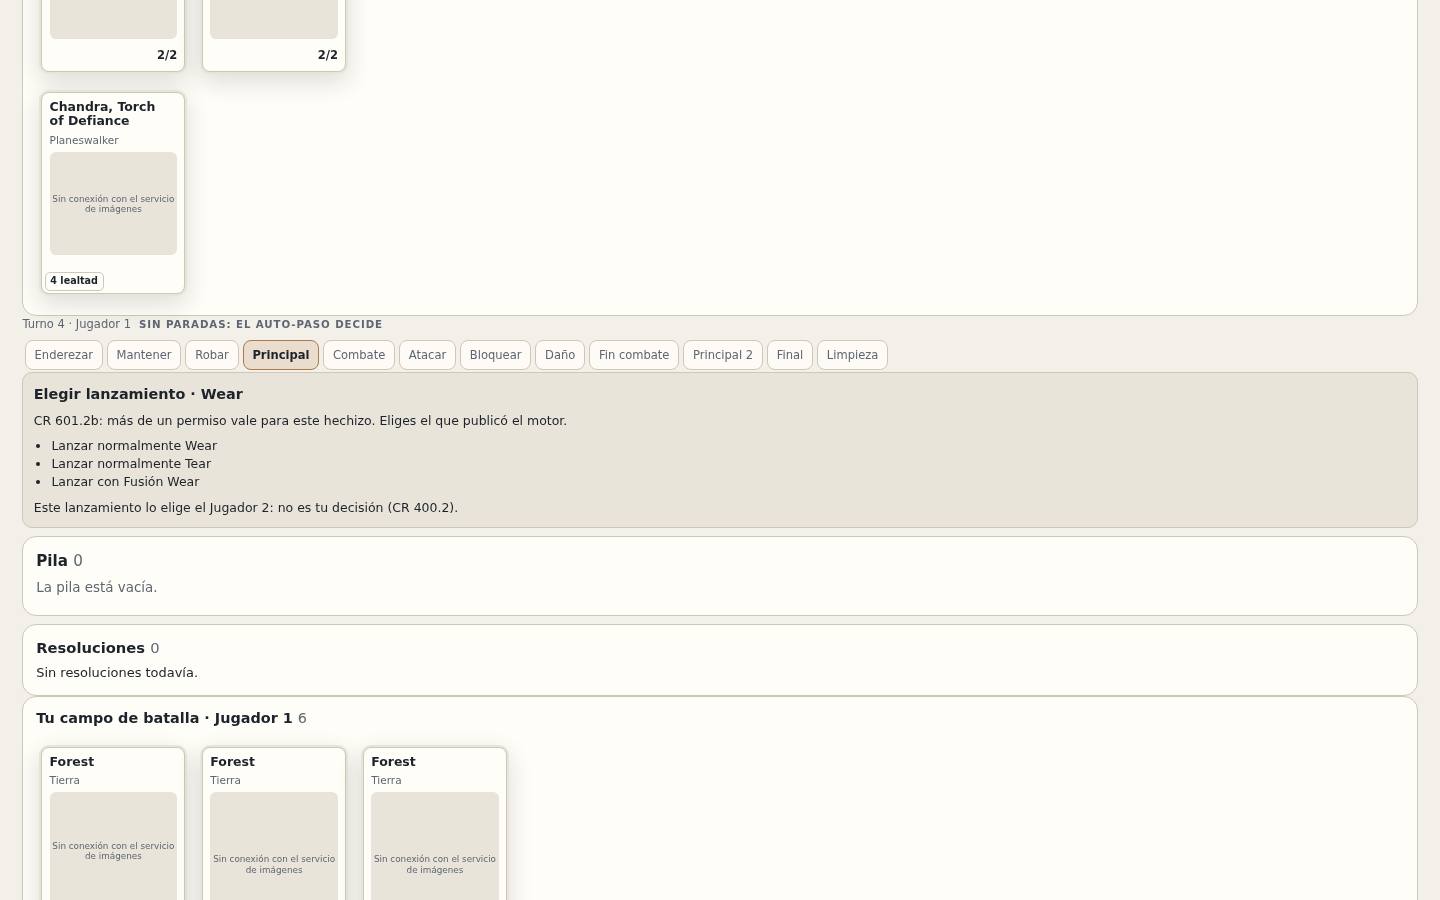 2/2
2/2
Chandra, Torch
of Defiance
Planeswalker
Sin conexión con el servicio
de imágenes
4 lealtad
Turno 4 · Jugador 1 SIN PARADAS: EL AUTO-PASO DECIDE
Enderezar Mantener Robar Principal Combate Atacar Bloquear Daño Fin combate Principal 2 Final Limpieza
Elegir lanzamiento · Wear
CR 601.2b: más de un permiso vale para este hechizo. Eliges el que publicó el motor.
• Lanzar normalmente Wear
• Lanzar normalmente Tear
• Lanzar con Fusión Wear
Este lanzamiento lo elige el Jugador 2: no es tu decisión (CR 400.2).
Pila 0
La pila está vacía.
Resoluciones 0
Sin resoluciones todavía.
Tu campo de batalla · Jugador 1 6
Forest
Tierra
Sin conexión con el servicio
de imágenes
Forest
Tierra
Sin conexión con el servicio
de imágenes
Forest
Tierra
Sin conexión con el servicio
de imágenes